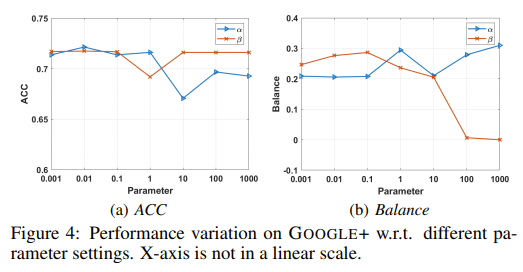 0.75
0.7
0.65
0.6
ACC
0.001 0.01 0.1 1 10 100 1000
Parameter
α
β
(a) ACC
0.4
0.3
0.2
0.1
0
-0.1
Balance
0.001 0.01 0.1 1 10 100 1000
Parameter
α
β
(b) Balance
Figure 4: Performance variation on GOOGLE+ w.r.t. different pa-
rameter settings. X-axis is not in a linear scale.